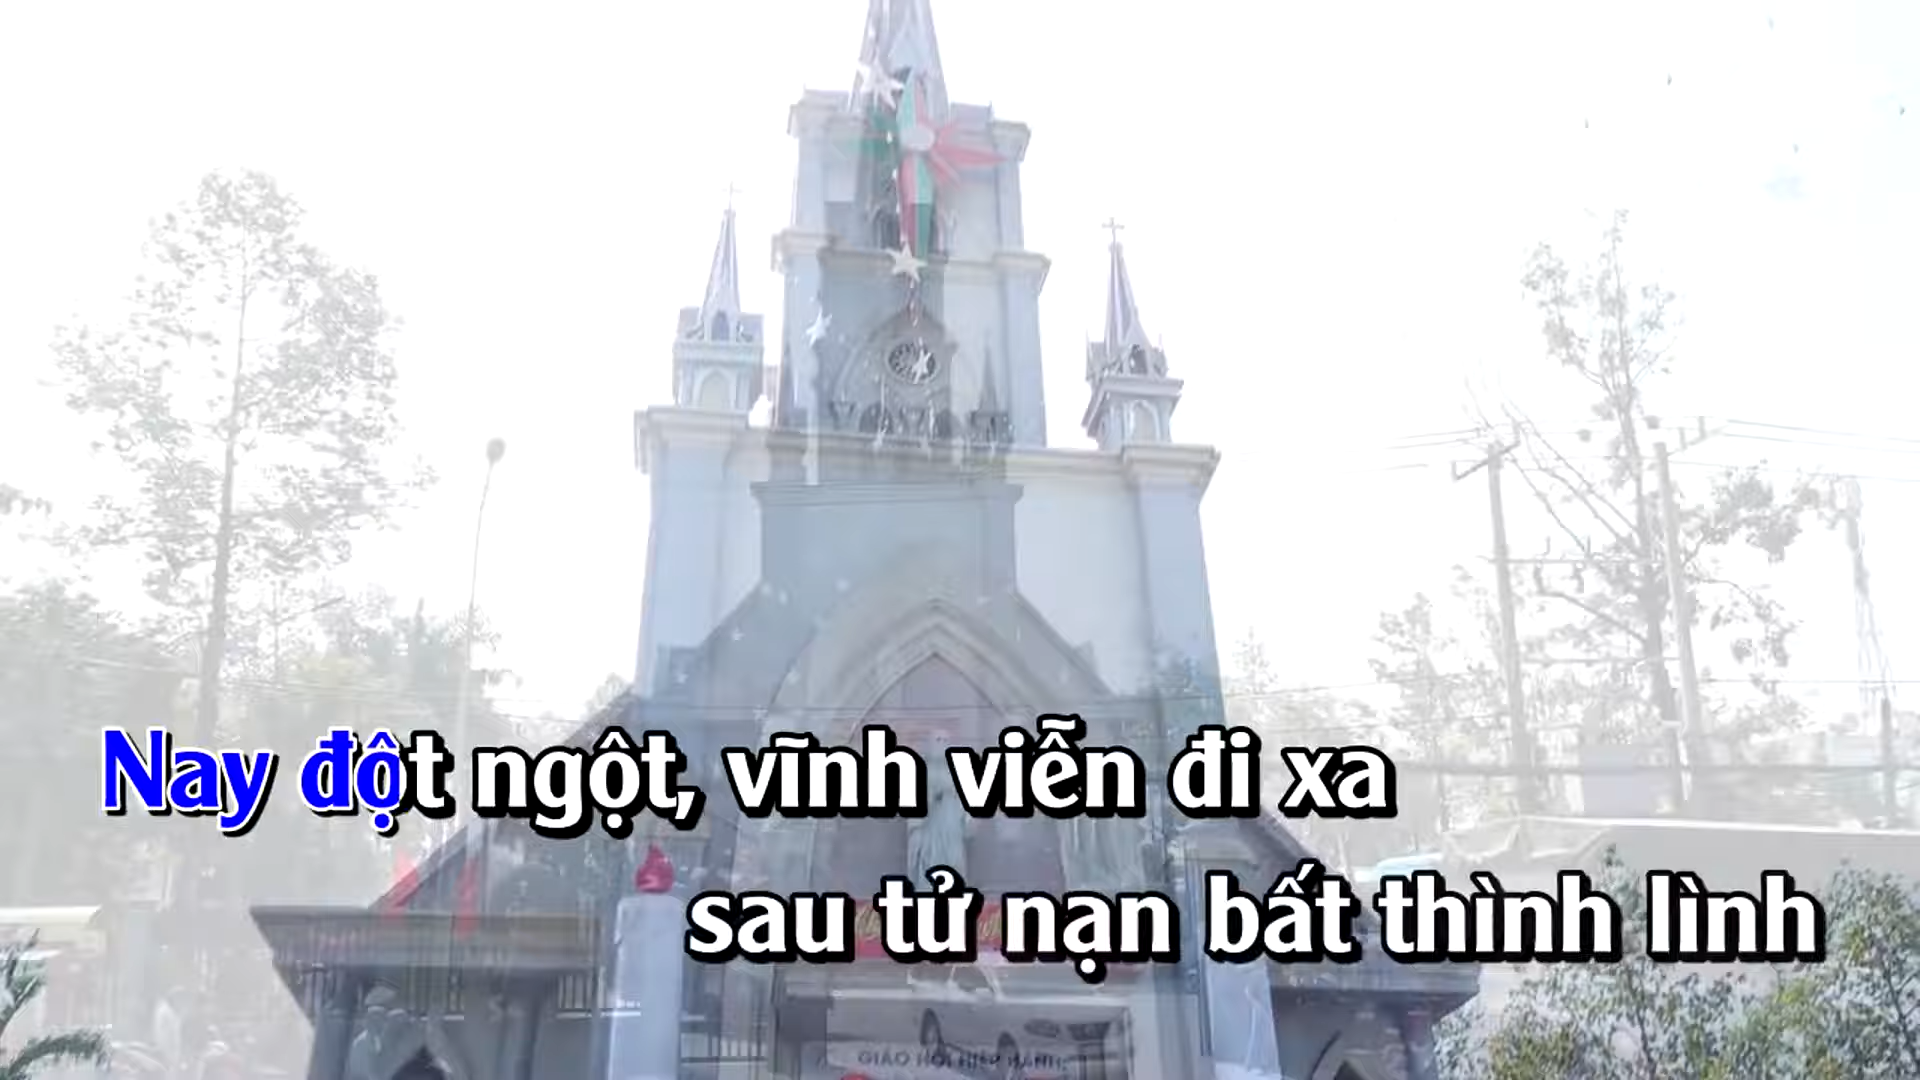 Nay đột ngột, vĩnh viễn đi xa
sau tử nạn bất thình lình